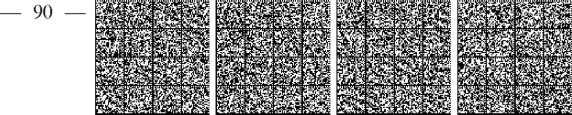 — 90 —